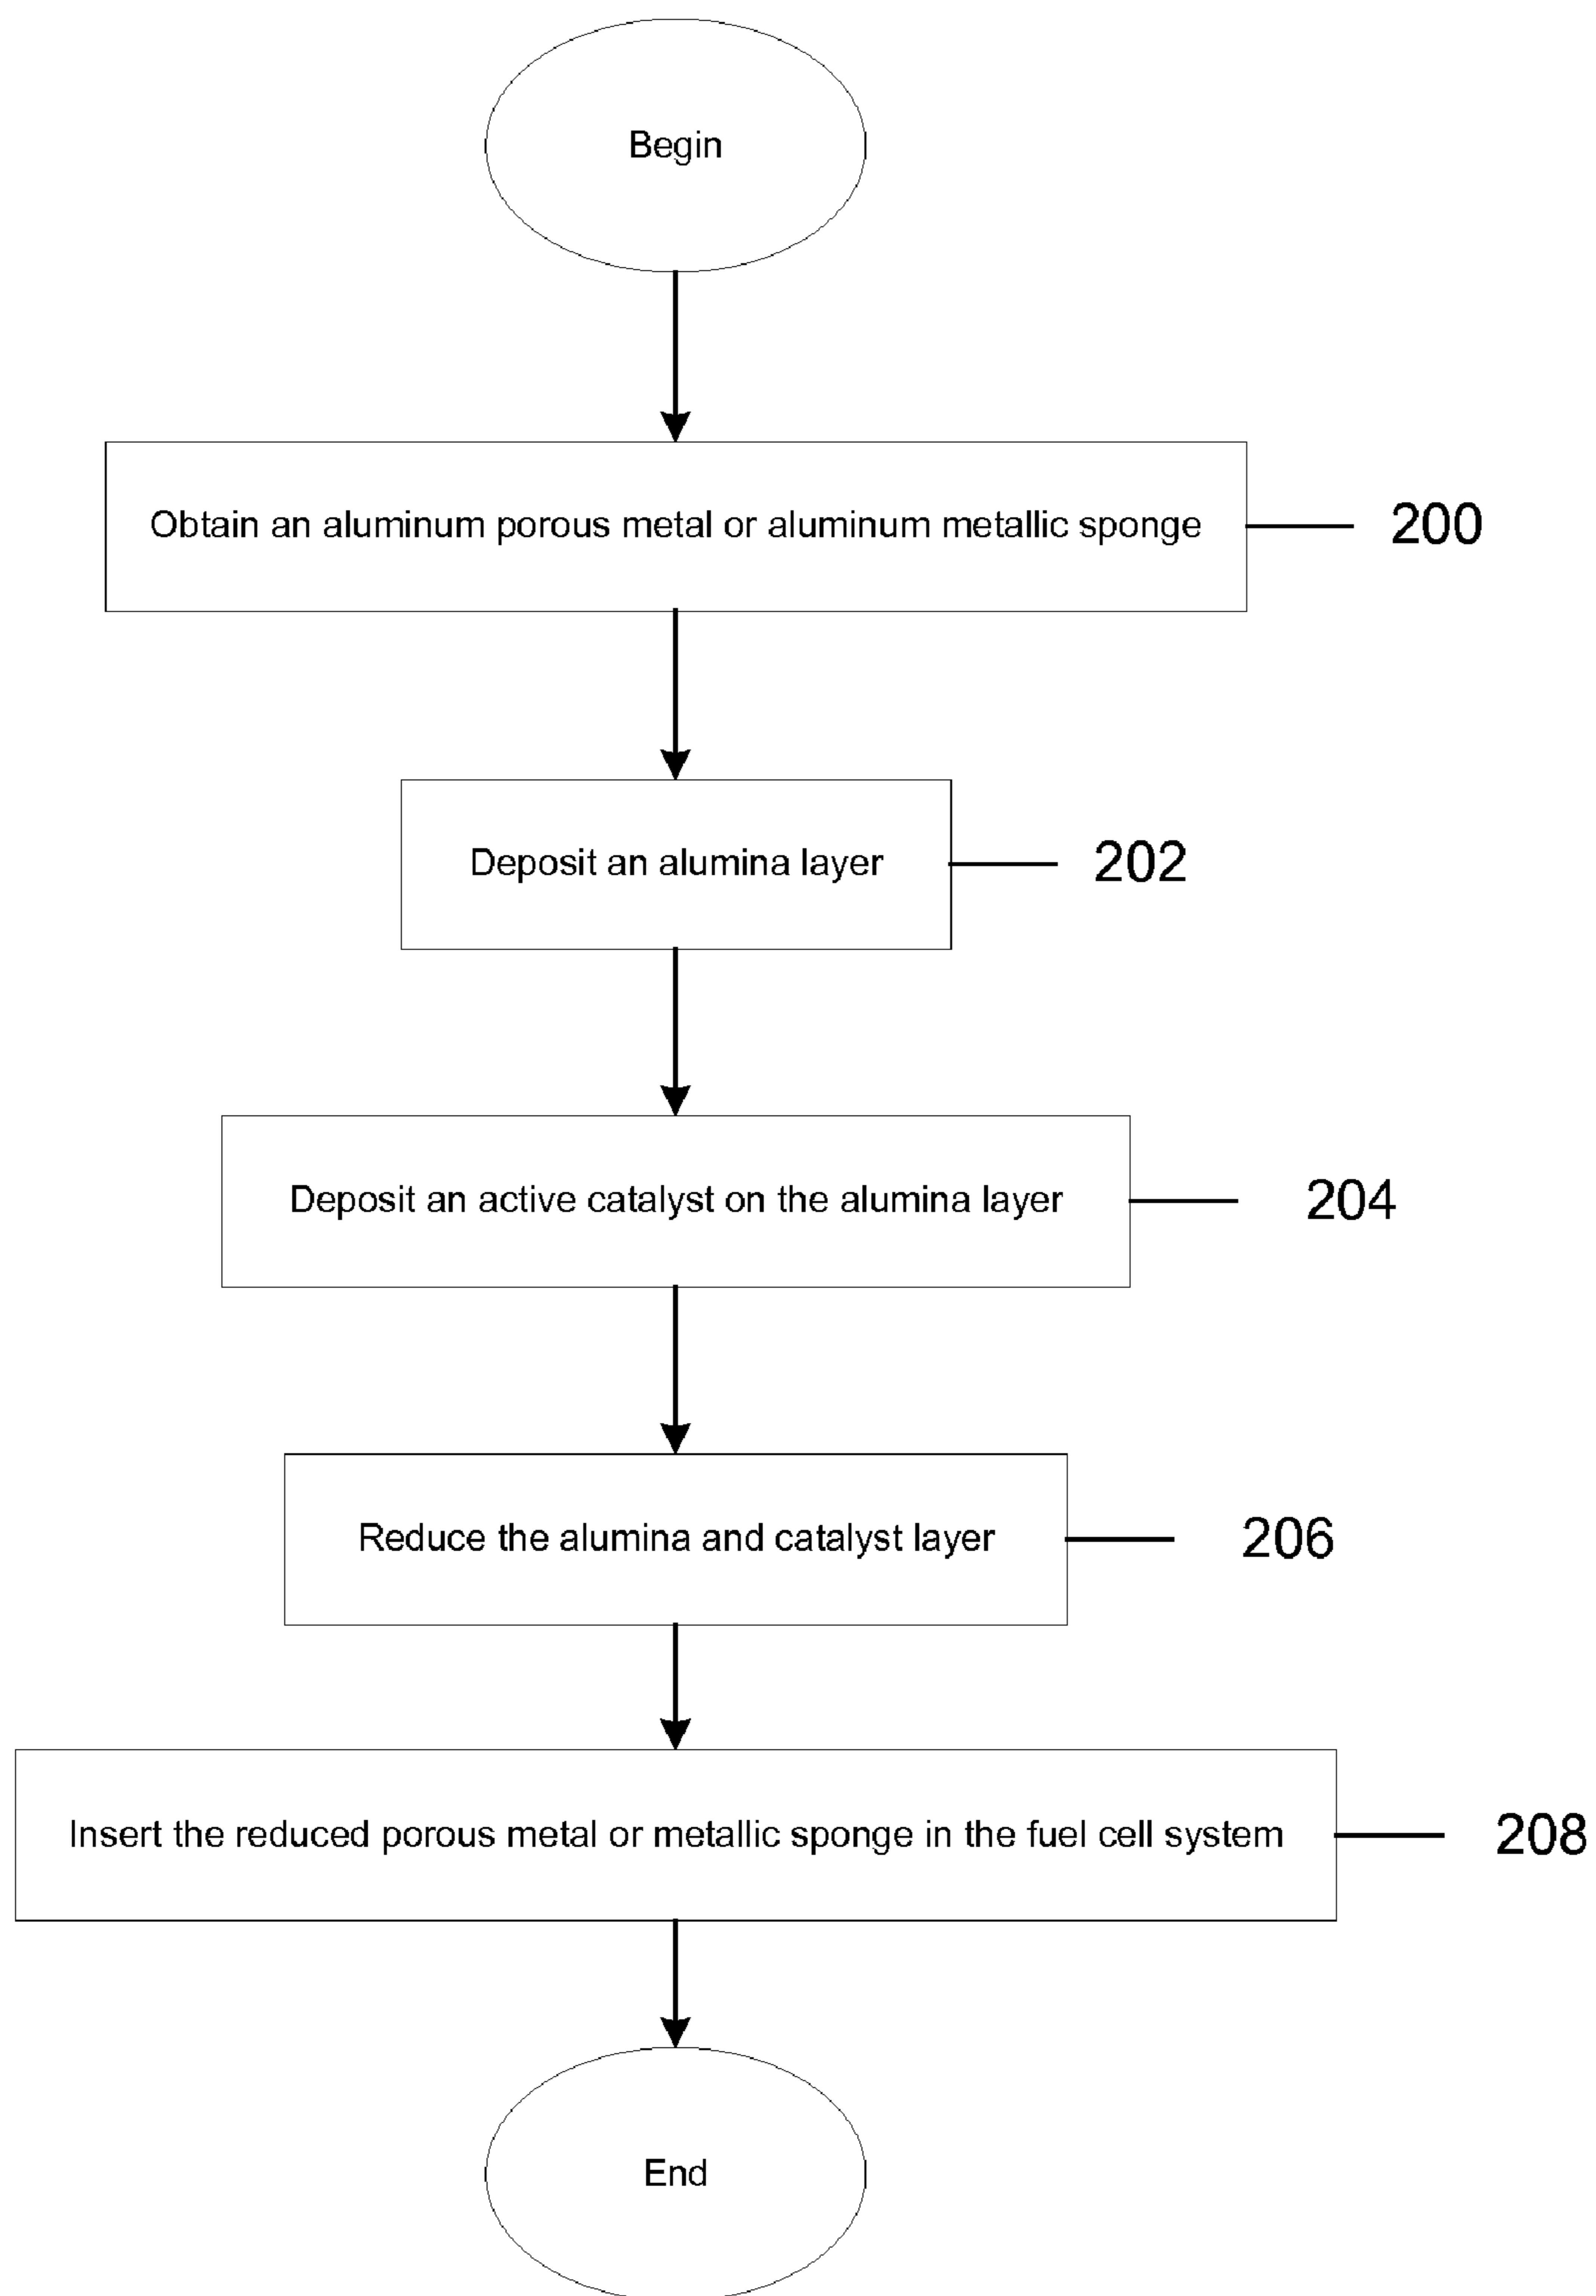 Begin
Obtain an aluminum porous metal or aluminum metallic sponge
200
Deposit an alumina layer
202
Deposit an active catalyst on the alumina layer
204
Reduce the alumina and catalyst layer
206
Insert the reduced porous metal or metallic sponge in the fuel cell system
208
End